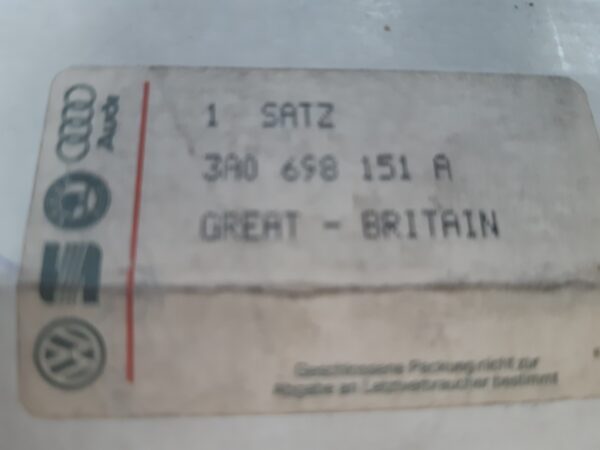 Audi
1 SATZ
3A0 698 151 A
GREAT - BRITAIN
Geschlossene Packung nicht zur
Abgabe an Letztverbraucher bestimmt